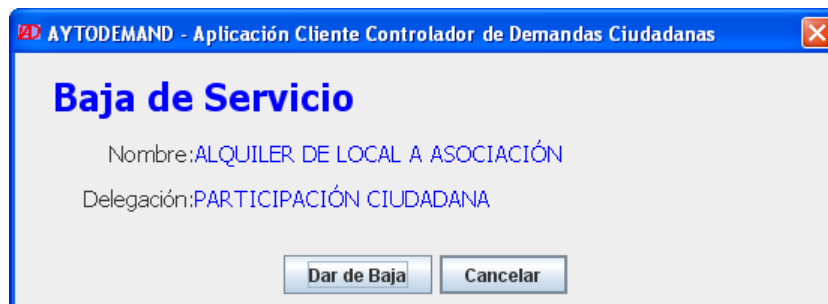 AYTODEMAND - Aplicación Cliente Controlador de Demandas Ciudadanas
Baja de Servicio
Nombre:ALQUILER DE LOCAL A ASOCIACIÓN
Delegación:PARTICIPACIÓN CIUDADANA
Dar de Baja Cancelar